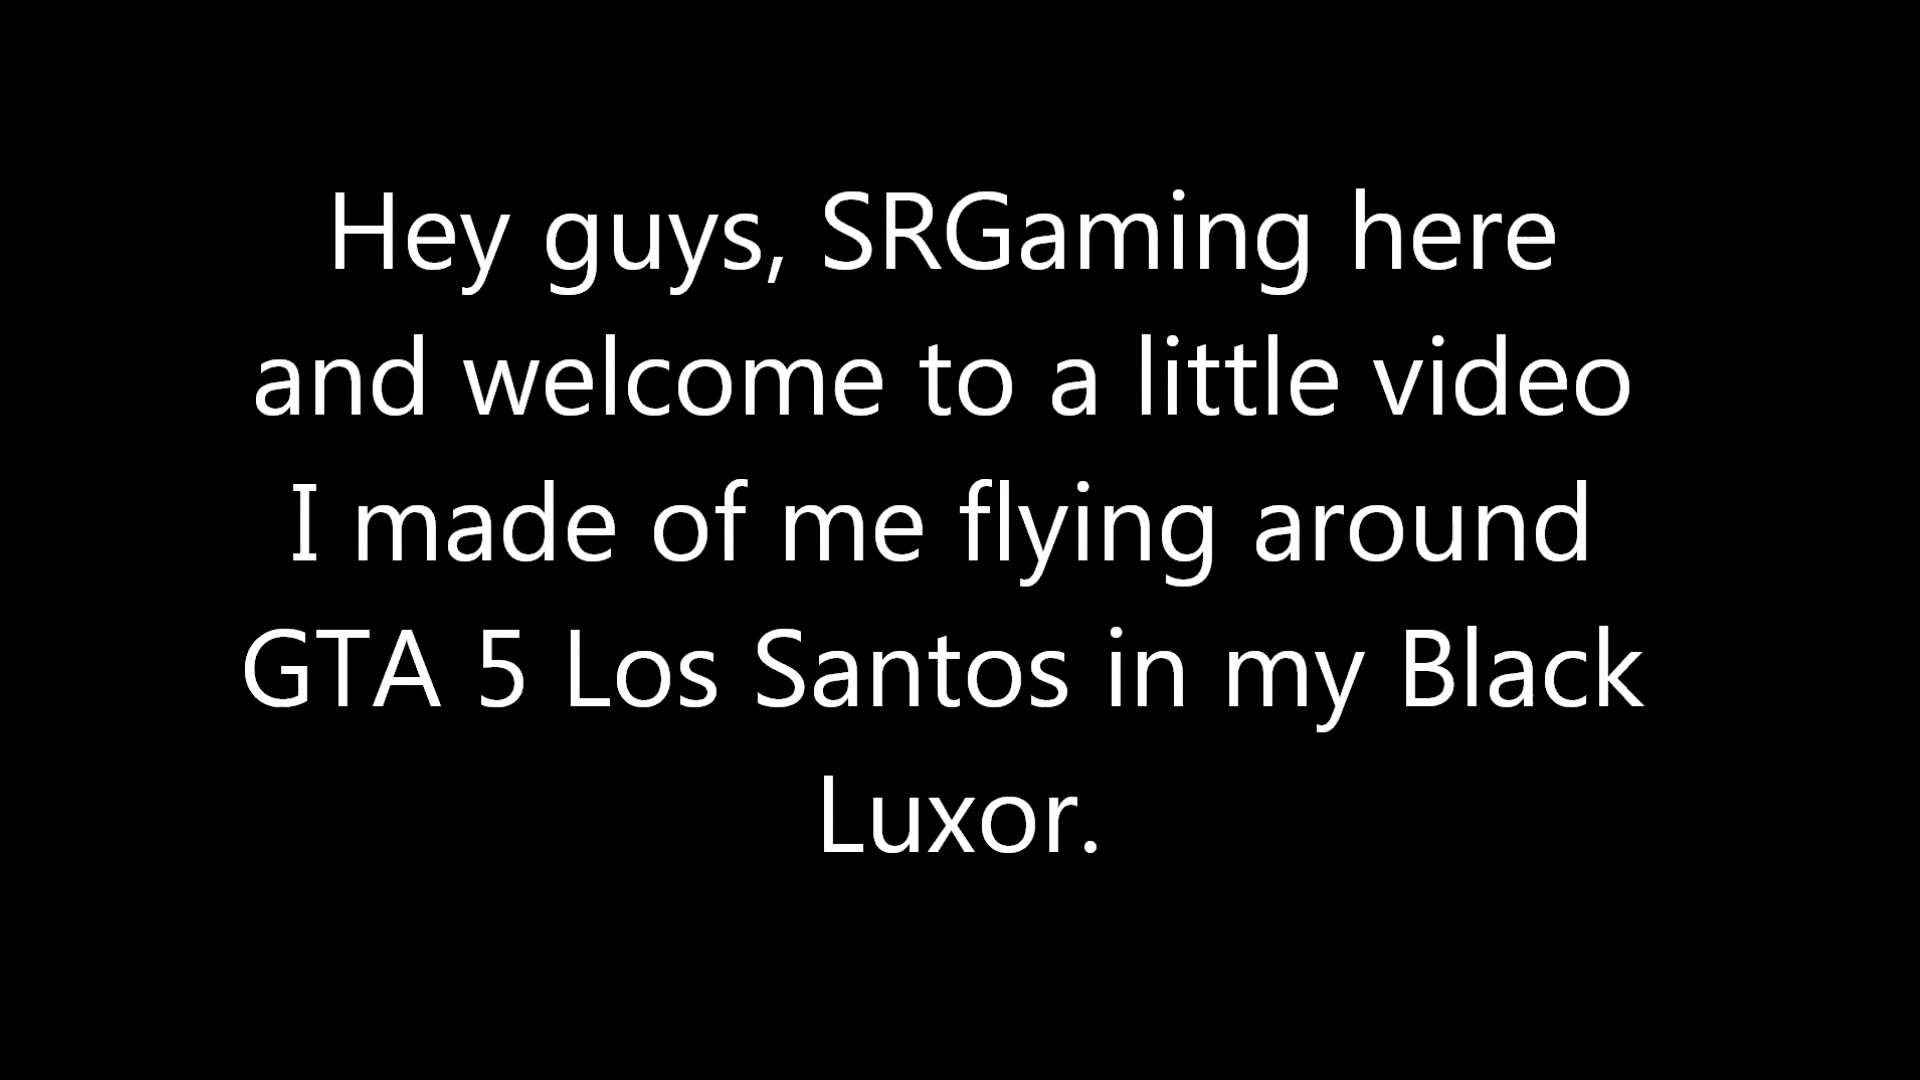 Hey guys, SRGaming here
and welcome to a little video
I made of me flying around
GTA 5 Los Santos in my Black
Luxor.